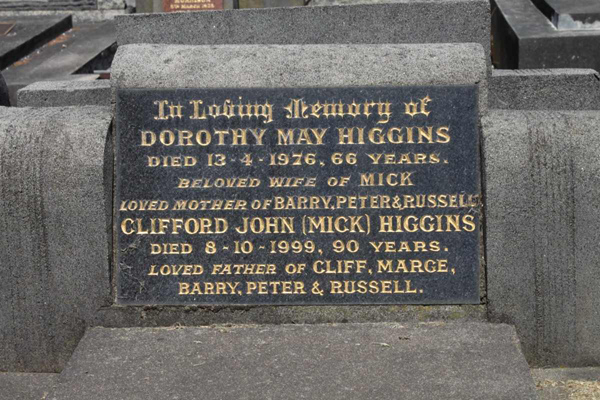 In Loving Memory of
DOROTHY MAY HIGGINS
DIED 13-4-1976, 66 YEARS.
BELOVED WIFE OF MICK
LOVED MOTHER OF BARRY, PETER & RUSSELL
CLIFFORD JOHN (MICK) HIGGINS
DIED 8-10-1999, 90 YEARS.
LOVED FATHER OF CLIFF, MARGE,
BARRY, PETER & RUSSELL.